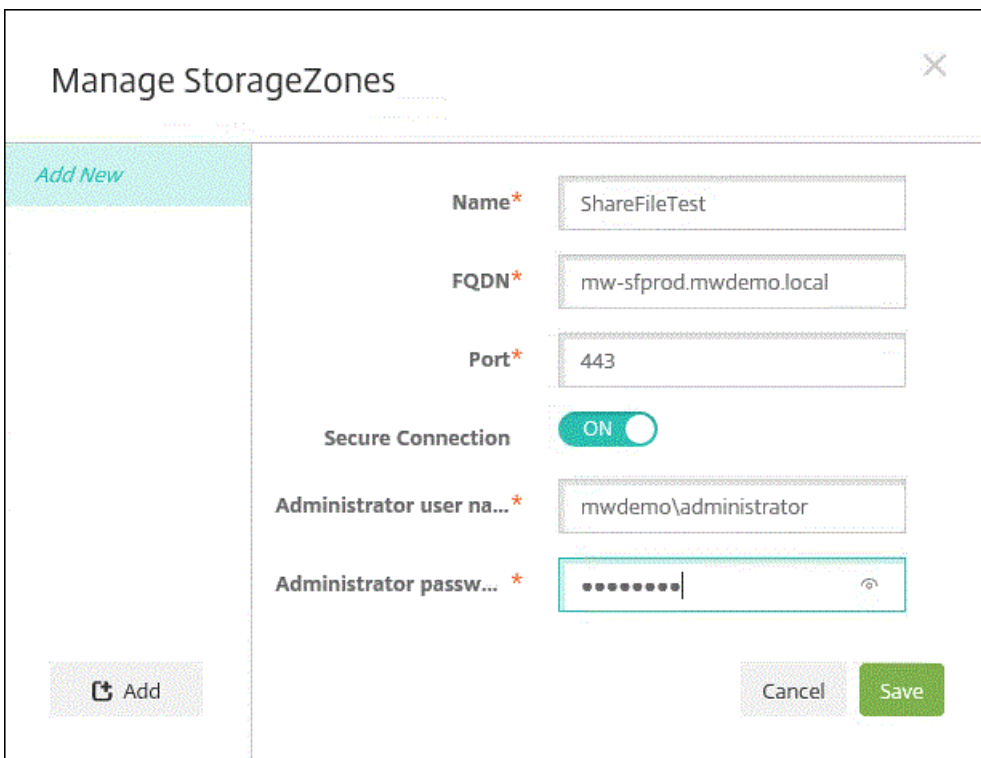 Manage StorageZones
Add New
Name*
ShareFileTest
FQDN*
mw-sfprod.mwdemo.local
Port*
443
Secure Connection
ON
Administrator user na...*
mwdemo\administrator
Administrator passw... *
••••••••
Add
Cancel
Save